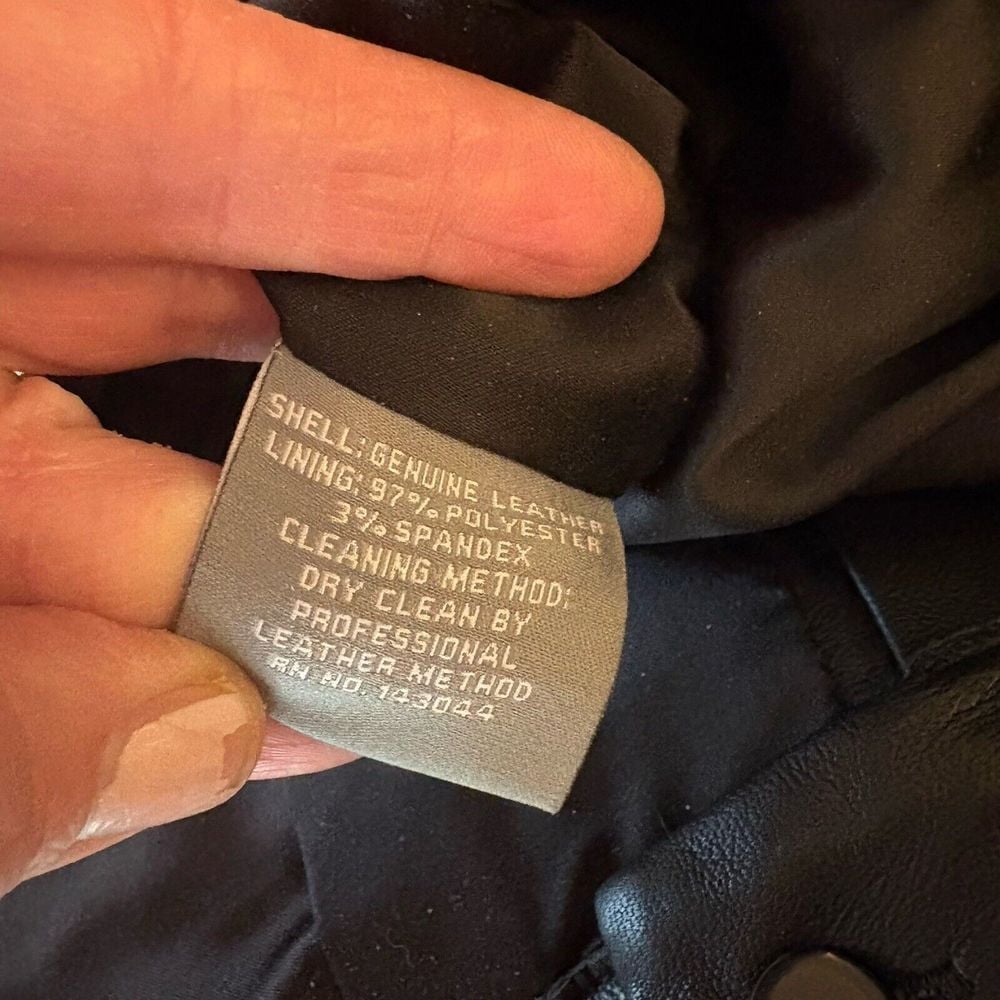 SHELL: GENUINE LEATHER
LINING: 97% POLYESTER
3% SPANDEX
CLEANING METHOD:
DRY CLEAN BY
PROFESSIONAL
LEATHER METHOD
RN NO. 143044